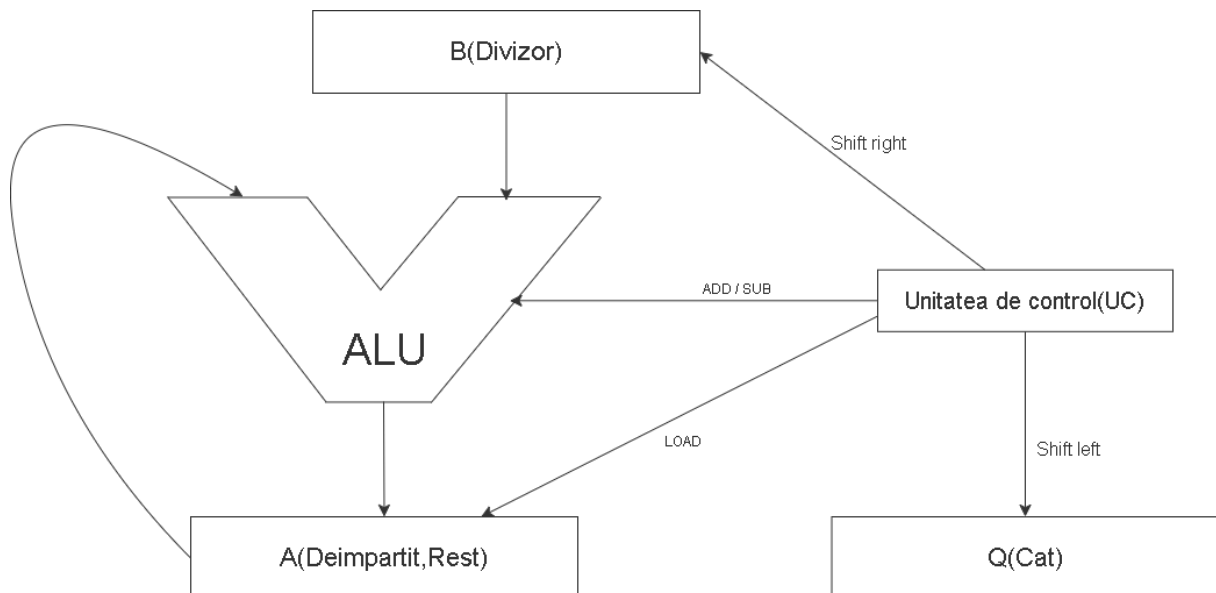 B(Divizor)
Shift right
ADD / SUB
Unitatea de control(UC)
ALU
LOAD
Shift left
A(Deimpartit,Rest)
Q(Cat)